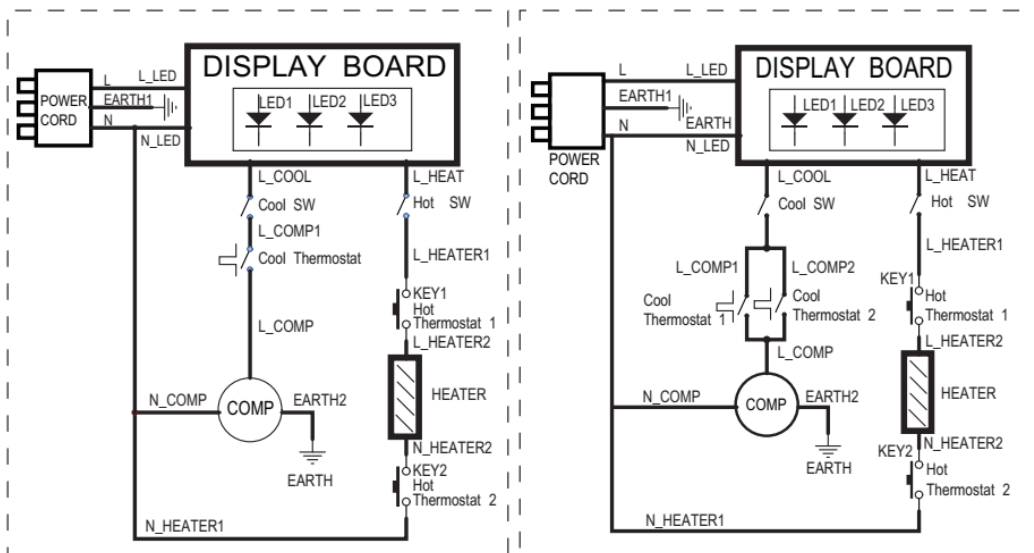 DISPLAY BOARD
LED1 LED2 LED3
POWER
CORD
L
L_LED
EARTH1
N
N_LED
L_COOL
Cool SW
L_COMP1
Cool Thermostat
L_COMP
L_HEAT
Hot SW
L_HEATER1
KEY1
Hot
Thermostat 1
L_HEATER2
HEATER
N_COMP
COMP
EARTH2
EARTH
N_HEATER2
KEY2
Hot
Thermostat 2
N_HEATER1
DISPLAY BOARD
LED1 LED2 LED3
L
L_LED
EARTH1
N
EARTH
N_LED
POWER
CORD
L_COOL
Cool SW
L_COMP1
L_COMP2
Cool
Thermostat 1
Cool
Thermostat 2
L_COMP
L_HEAT
Hot SW
L_HEATER1
KEY1
Hot
Thermostat 1
L_HEATER2
HEATER
N_COMP
COMP
EARTH2
EARTH
N_HEATER2
KEY2
Hot
Thermostat 2
N_HEATER1